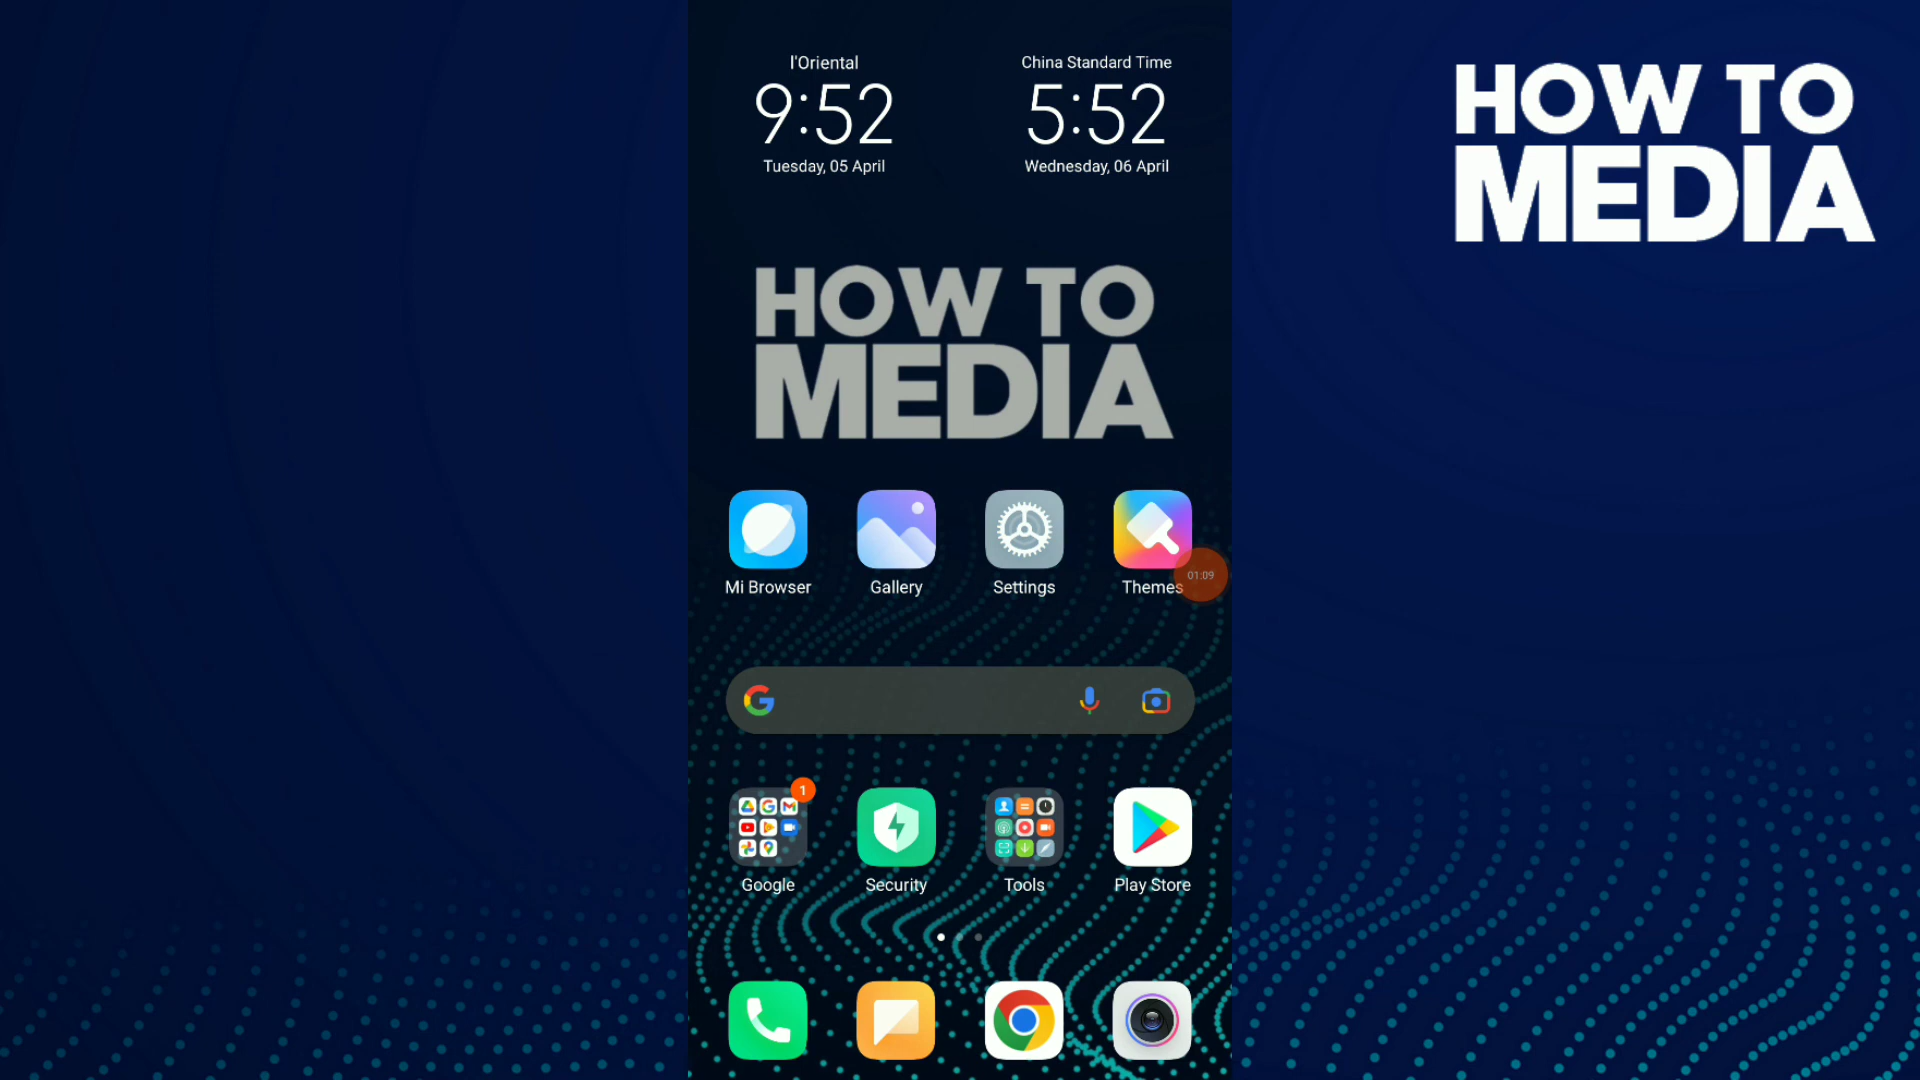 l'Oriental
9:52
Tuesday, 05 April
China Standard Time
5:52
Wednesday, 06 April
HOW TO
MEDIA
HOW TO
MEDIA
Mi Browser
Gallery
Settings
Themes
01:09
1
Google
Security
Tools
Play Store